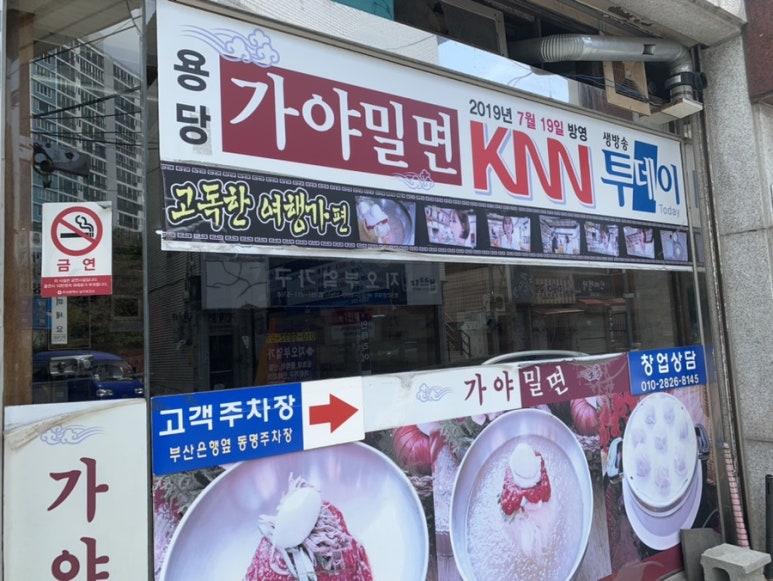 용당
가야밀면
2019년 7월 19일 방영
KNN
생방송
투데이
Today
고독한 여행가편
금연
고객주차장
부산은행옆 동명주차장
가야밀면
창업상담
010-2826-8145
가야